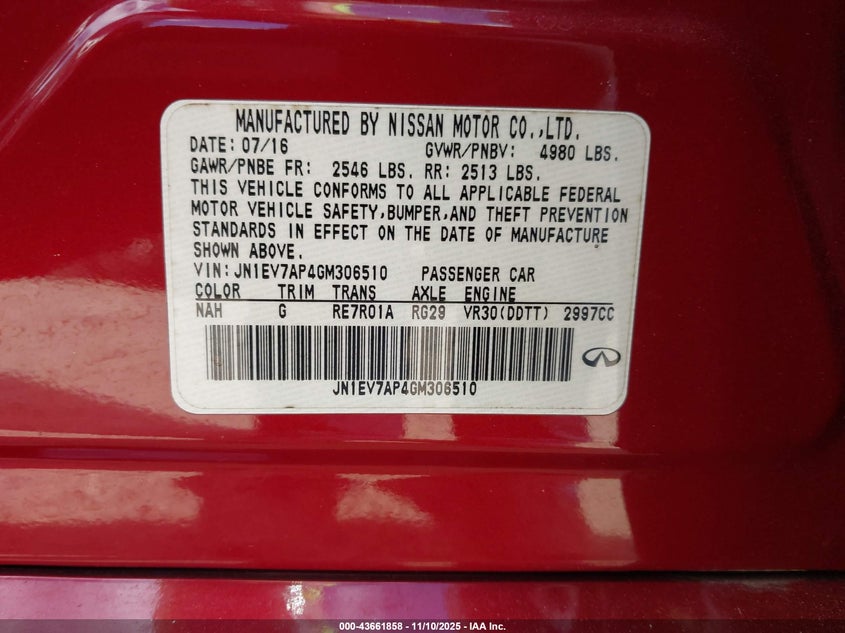 MANUFACTURED BY NISSAN MOTOR CO.,LTD.
DATE: 07/16 GVWR/PNBV: 4980 LBS.
GAWR/PNBE FR: 2546 LBS. RR: 2513 LBS.
THIS VEHICLE CONFORMS TO ALL APPLICABLE FEDERAL
MOTOR VEHICLE SAFETY,BUMPER,AND THEFT PREVENTION
STANDARDS IN EFFECT ON THE DATE OF MANUFACTURE
SHOWN ABOVE.
VIN:JN1EV7AP4GM306510 PASSENGER CAR
COLOR TRIM TRANS AXLE ENGINE
NAH G RE7R01A RG29 VR30(DDTT) 2997CC
JN1EV7AP4GM306510
000-43661858 - 11/10/2025 - IAA Inc.